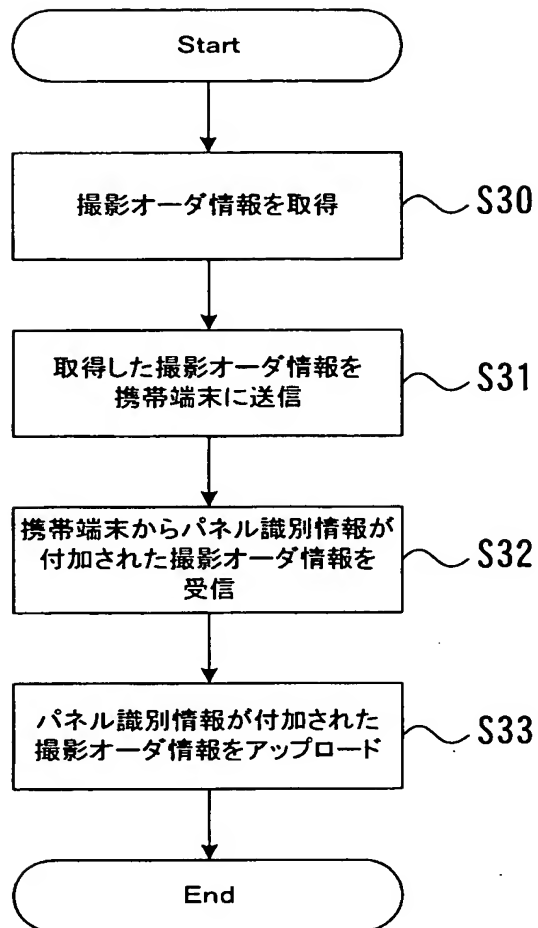 Start
撮影オーダ情報を取得
S30
取得した撮影オーダ情報を
携帯端末に送信
S31
携帯端末からパネル識別情報が
付加された撮影オーダ情報を
受信
S32
パネル識別情報が付加された
撮影オーダ情報をアップロード
S33
End